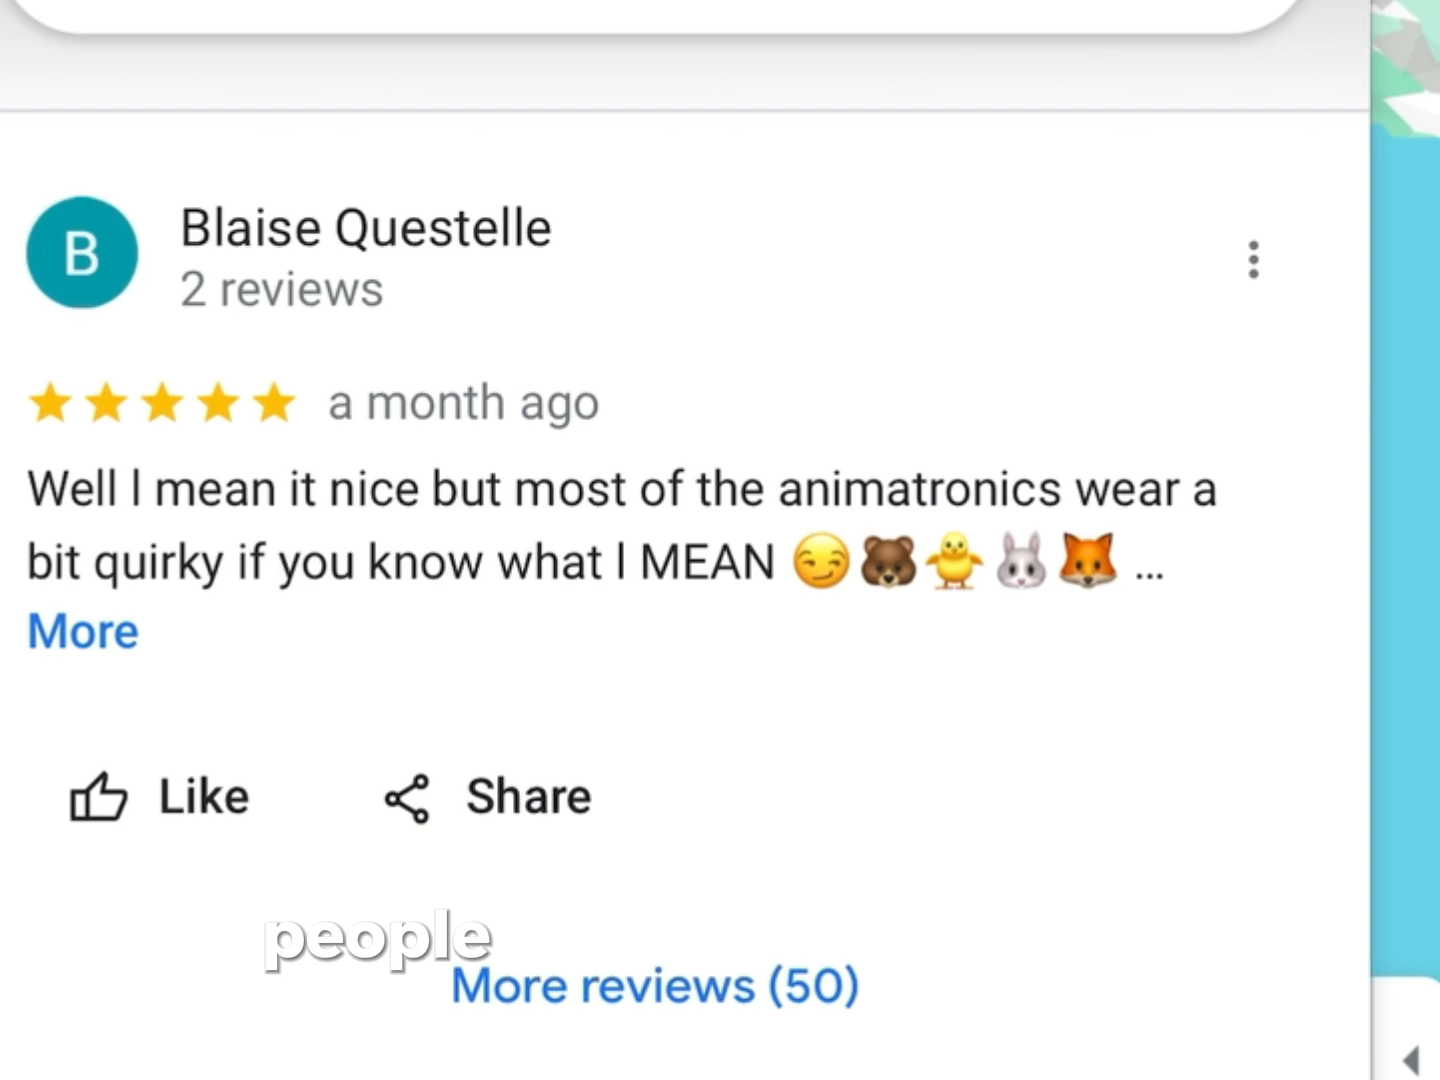 B
Blaise Questelle
2 reviews
a month ago
Well I mean it nice but most of the animatronics wear a
bit quirky if you know what I MEAN 😏🐻🐥🐰🦊 ...
More
Like
Share
people
More reviews (50)